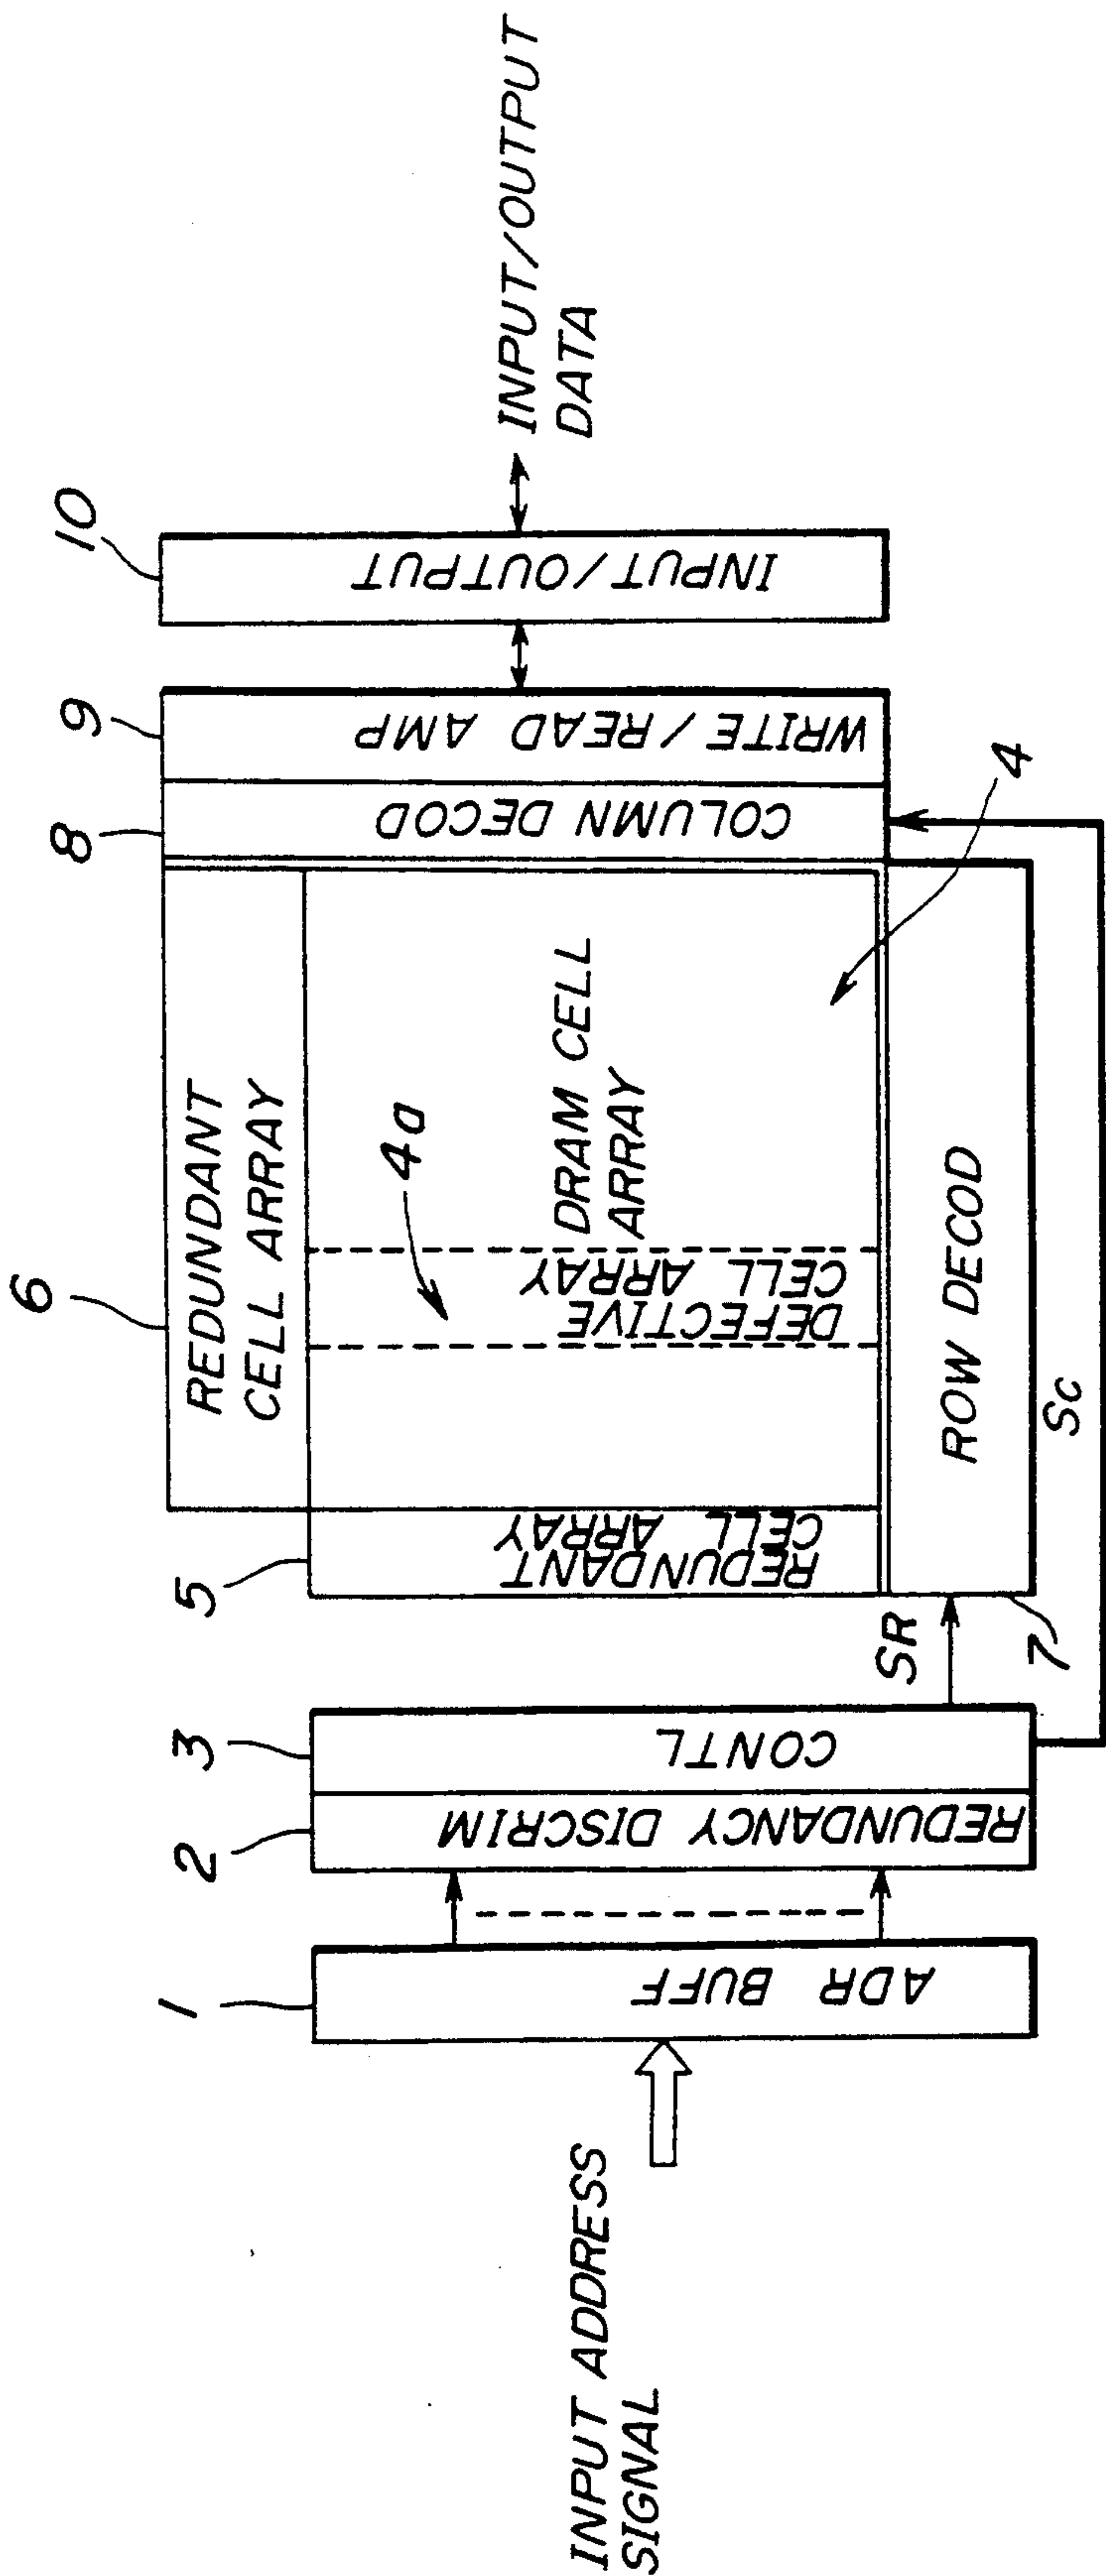 INPUT ADDRESS
SIGNAL
1
ADR BUFF
2
REDUNDANCY DISCRIM
3
CONTL
SR
SC
5
REDUNDANT
CELL ARRAY
6
REDUNDANT
CELL ARRAY
4a
DEFECTIVE
CELL ARRAY
DRAM CELL
ARRAY
4
7
ROW DECOD
8
COLUMN DECOD
9
WRITE/READ AMP
10
INPUT/OUTPUT
INPUT/OUTPUT
DATA